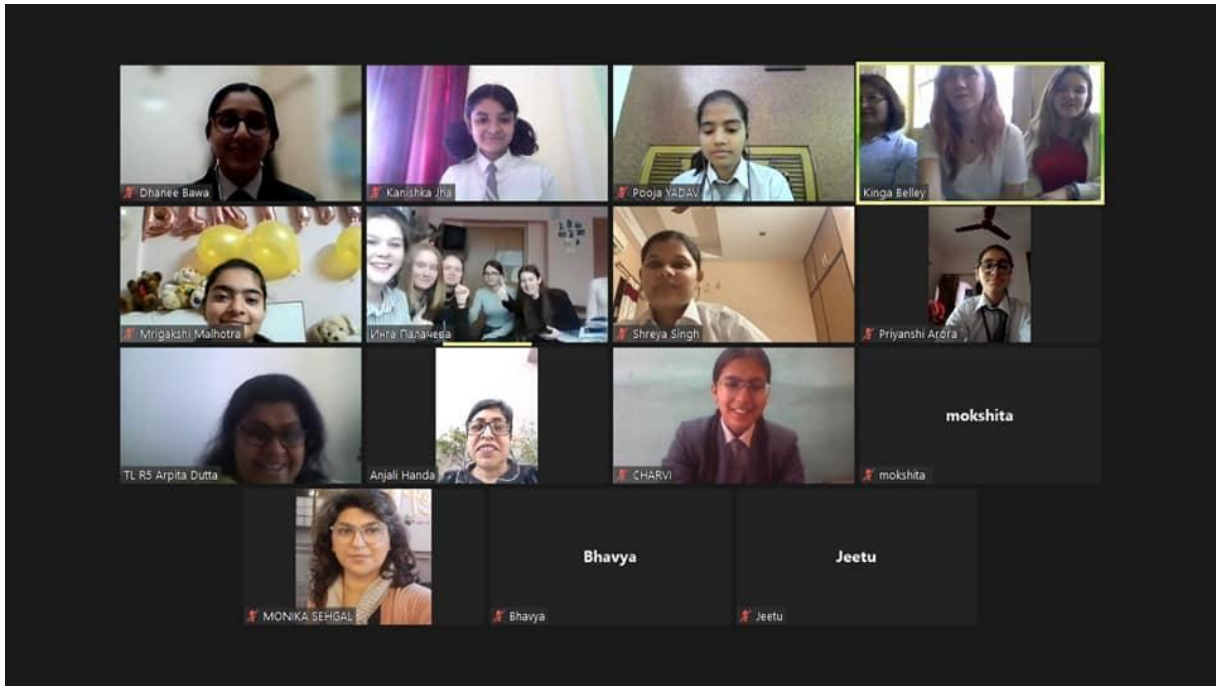 Dhanee Bawa
Kanishka Jha
Pooja YADAV
Kinga Belley
Mrigakshi Malhotra
Инга Палачева
Shreya Singh
Priyanshi Arora
TL R5 Arpita Dutta
Anjali Handa
CHARVI
mokshita
mokshita
MONIKA SEHGAL
Bhavya
Bhavya
Jeetu
Jeetu